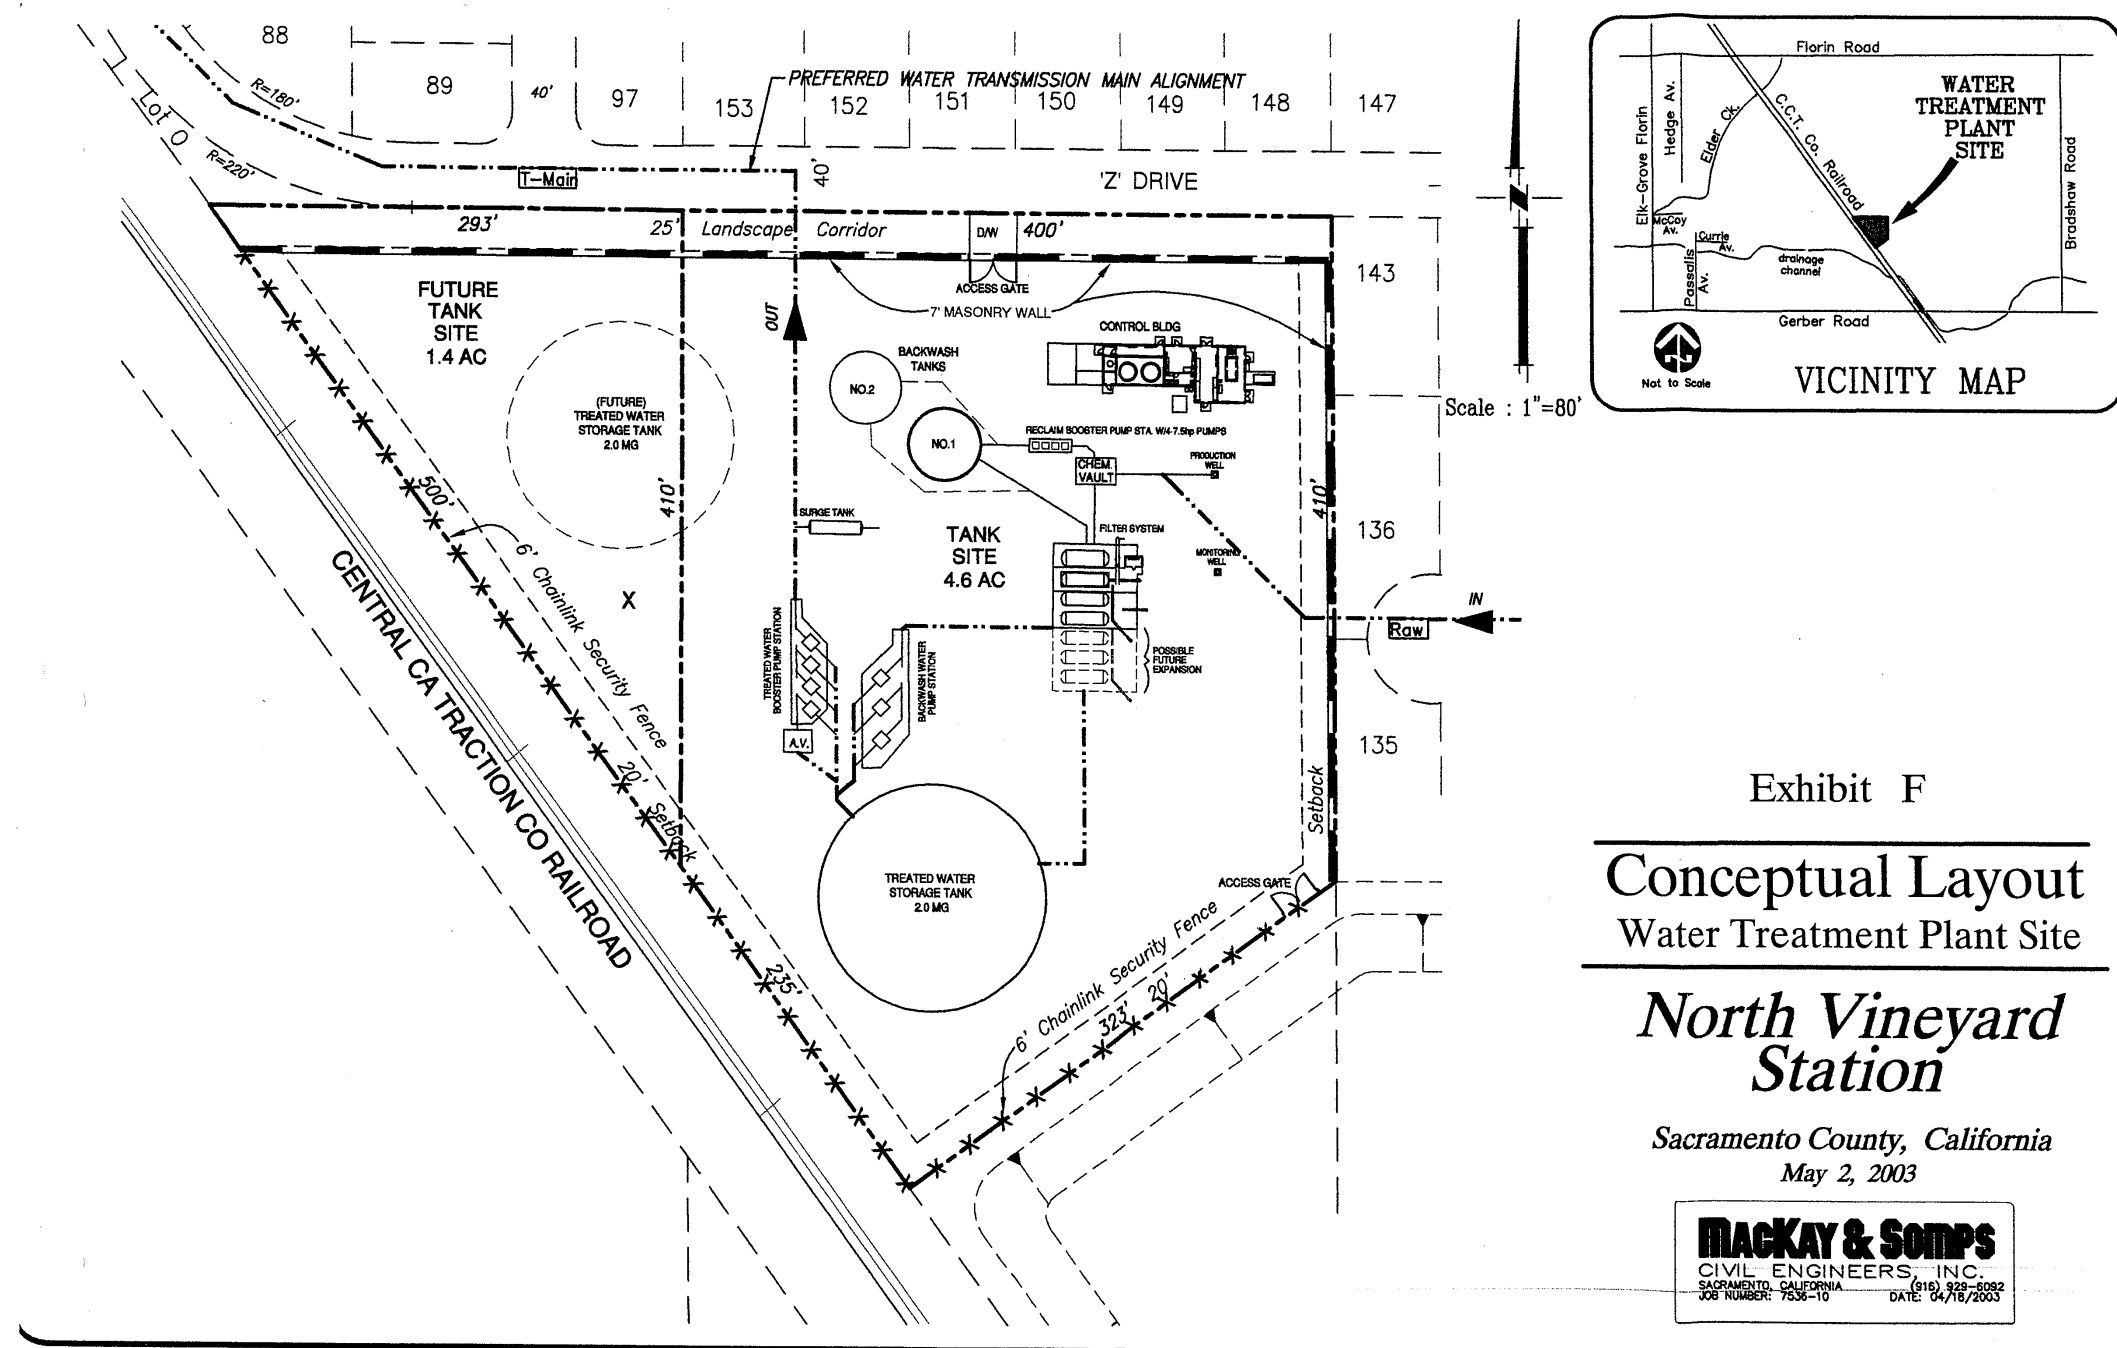 88
89
40'
97
153
152
151
150
149
148
147
PREFERRED WATER TRANSMISSION MAIN ALIGNMENT
R=180'
Lot O
R=220'
T-Main
40'
'Z' DRIVE
293'
25'
Landscape Corridor
D/W
400'
ACCESS GATE
7' MASONRY WALL
143
FUTURE
TANK
SITE
1.4 AC
OUT
CONTROL BLDG
BACKWASH
TANKS
NO.2
NO.1
(FUTURE)
TREATED WATER
STORAGE TANK
2.0 MG
RECLAIM BOOSTER PUMP STA. W/4-7.5hp PUMPS
CHEM.
VAULT
PRODUCTION
WELL
500'
410'
410'
SURGE TANK
TANK
SITE
4.6 AC
FILTER SYSTEM
MONITORING
WELL
136
6' Chainlink Security Fence
X
IN
Raw
CENTRAL CA TRACTION CO RAILROAD
TREATED WATER
BOOSTER PUMP STATION
BACKWASH WATER
PUMP STATION
POSSIBLE
FUTURE
EXPANSION
A.V.
135
20'
Setback
Setback
TREATED WATER
STORAGE TANK
2.0 MG
ACCESS GATE
235'
6' Chainlink Security Fence
323'
20'
Scale : 1"=80'
Florin Road
WATER
TREATMENT
PLANT
SITE
Elk-Grove Florin
Hedge Av.
Elder Ck.
C.C.T. Co. Railroad
Bradshaw Road
McCoy
Av.
Currie
Av.
Passalis
Av.
drainage
channel
Gerber Road
Not to Scale
VICINITY MAP
Exhibit F
Conceptual Layout
Water Treatment Plant Site
North Vineyard
Station
Sacramento County, California
May 2, 2003
MACKAY & SOMPS
CIVIL ENGINEERS, INC.
SACRAMENTO, CALIFORNIA (916) 929-6092
JOB NUMBER: 7536-10 DATE: 04/18/2003